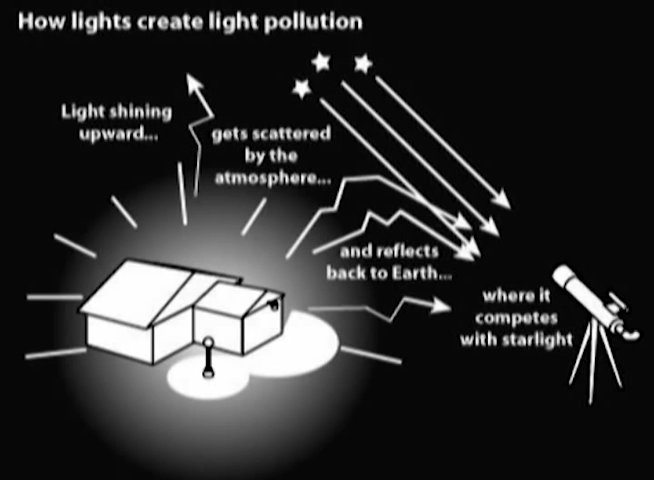 How lights create light pollution
Light shining
upward...
gets scattered
by the
atmosphere...
and reflects
back to Earth...
where it
competes
with starlight